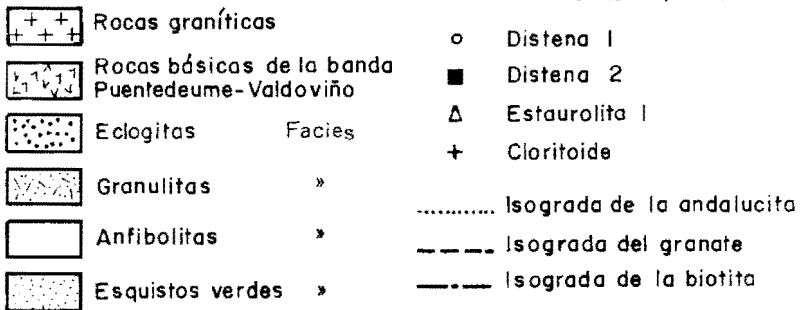 Rocas graníticas
Rocas básicas de la banda
Puentedeume-Valdoviño
Eclogitas Facies
Granulitas »
Anfibolitas »
Esquistos verdes »
Distena 1
Distena 2
Estaurolita 1
Cloritoide
Isograda de la andalucita
Isograda del granate
Isograda de la biotita